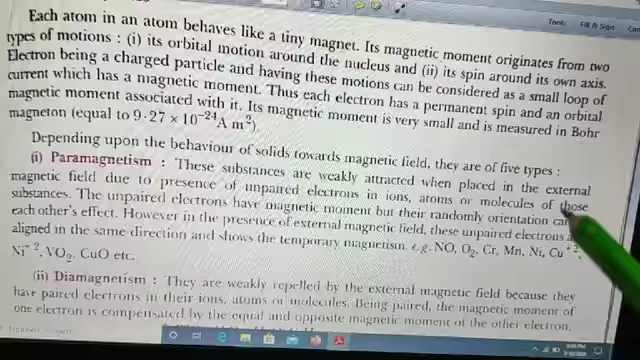 Tools Fill & Sign
Each atom in an atom behaves like a tiny magnet. Its magnetic moment originates from two
types of motions : (i) its orbital motion around the nucleus and (ii) its spin around its own axis.
Electron being a charged particle and having these motions can be considered as a small loop of
current which has a magnetic moment. Thus each electron has a permanent spin and an orbital
magnetic moment associated with it. Its magnetic moment is very small and is measured in Bohr
magneton (equal to 9·27 × 10⁻²⁴A m²).
Depending upon the behaviour of solids towards magnetic field, they are of five types :
(i) Paramagnetism : These substances are weakly attracted when placed in the external
magnetic field due to presence of unpaired electrons in ions, atoms or molecules of those
substances. The unpaired electrons have magnetic moment but their randomly orientation
each other's effect. However in the presence of external magnetic field, these unpaired electrons
aligned in the same direction and shows the temporary magnetism. e.g. NO, O₂, Cr, Mn, Ni, Cu⁺²,
VO₂, CuO etc.
(ii) Diamagnetism : They are weakly repelled by the external magnetic field because they
have paired electrons in their ions, atoms or molecules. Being paired, the magnetic moment of
one electron is compensated by the equal and opposite magnetic moment of the other electron.